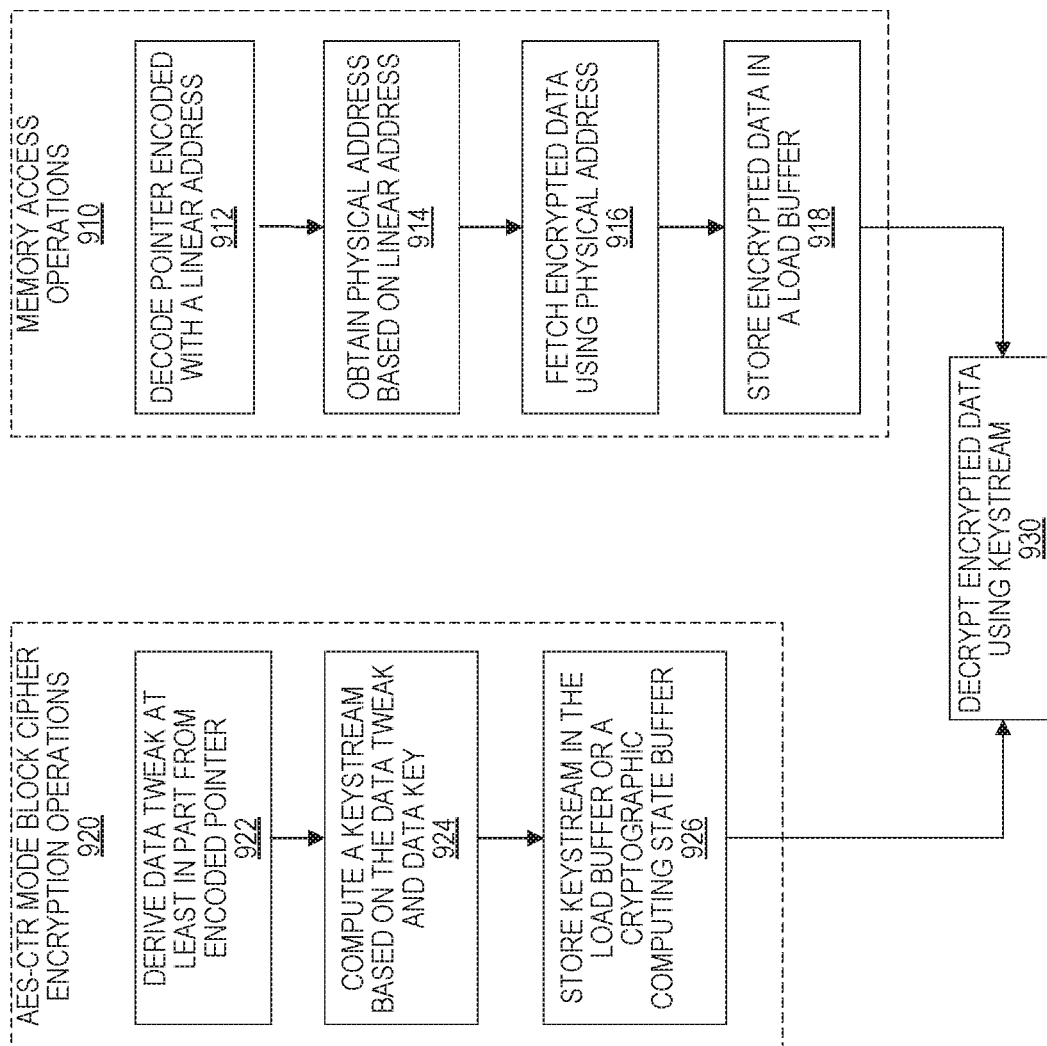 AES-CTR MODE BLOCK CIPHER
ENCRYPTION OPERATIONS
920
DERIVE DATA TWEAK AT
LEAST IN PART FROM
ENCODED POINTER
922
COMPUTE A KEYSTREAM
BASED ON THE DATA TWEAK
AND DATA KEY
924
STORE KEYSTREAM IN THE
LOAD BUFFER OR A
CRYPTOGRAPHIC
COMPUTING STATE BUFFER
926
MEMORY ACCESS
OPERATIONS
910
DECODE POINTER ENCODED
WITH A LINEAR ADDRESS
912
OBTAIN PHYSICAL ADDRESS
BASED ON LINEAR ADDRESS
914
FETCH ENCRYPTED DATA
USING PHYSICAL ADDRESS
916
STORE ENCRYPTED DATA IN
A LOAD BUFFER
918
DECRYPT ENCRYPTED DATA
USING KEYSTREAM
930